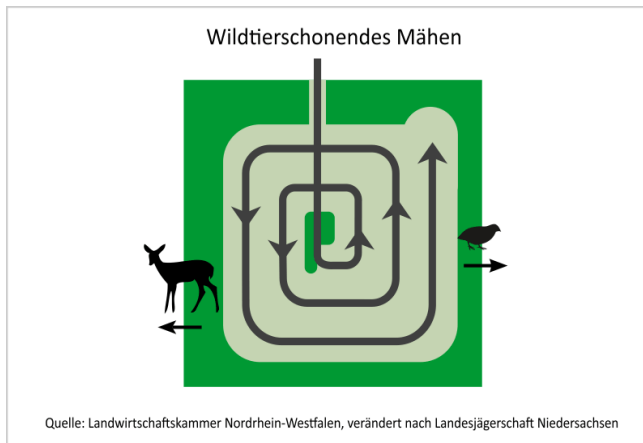 Wildtierschonendes Mähen
Quelle: Landwirtschaftskammer Nordrhein-Westfalen, verändert nach Landesjägerschaft Niedersachsen